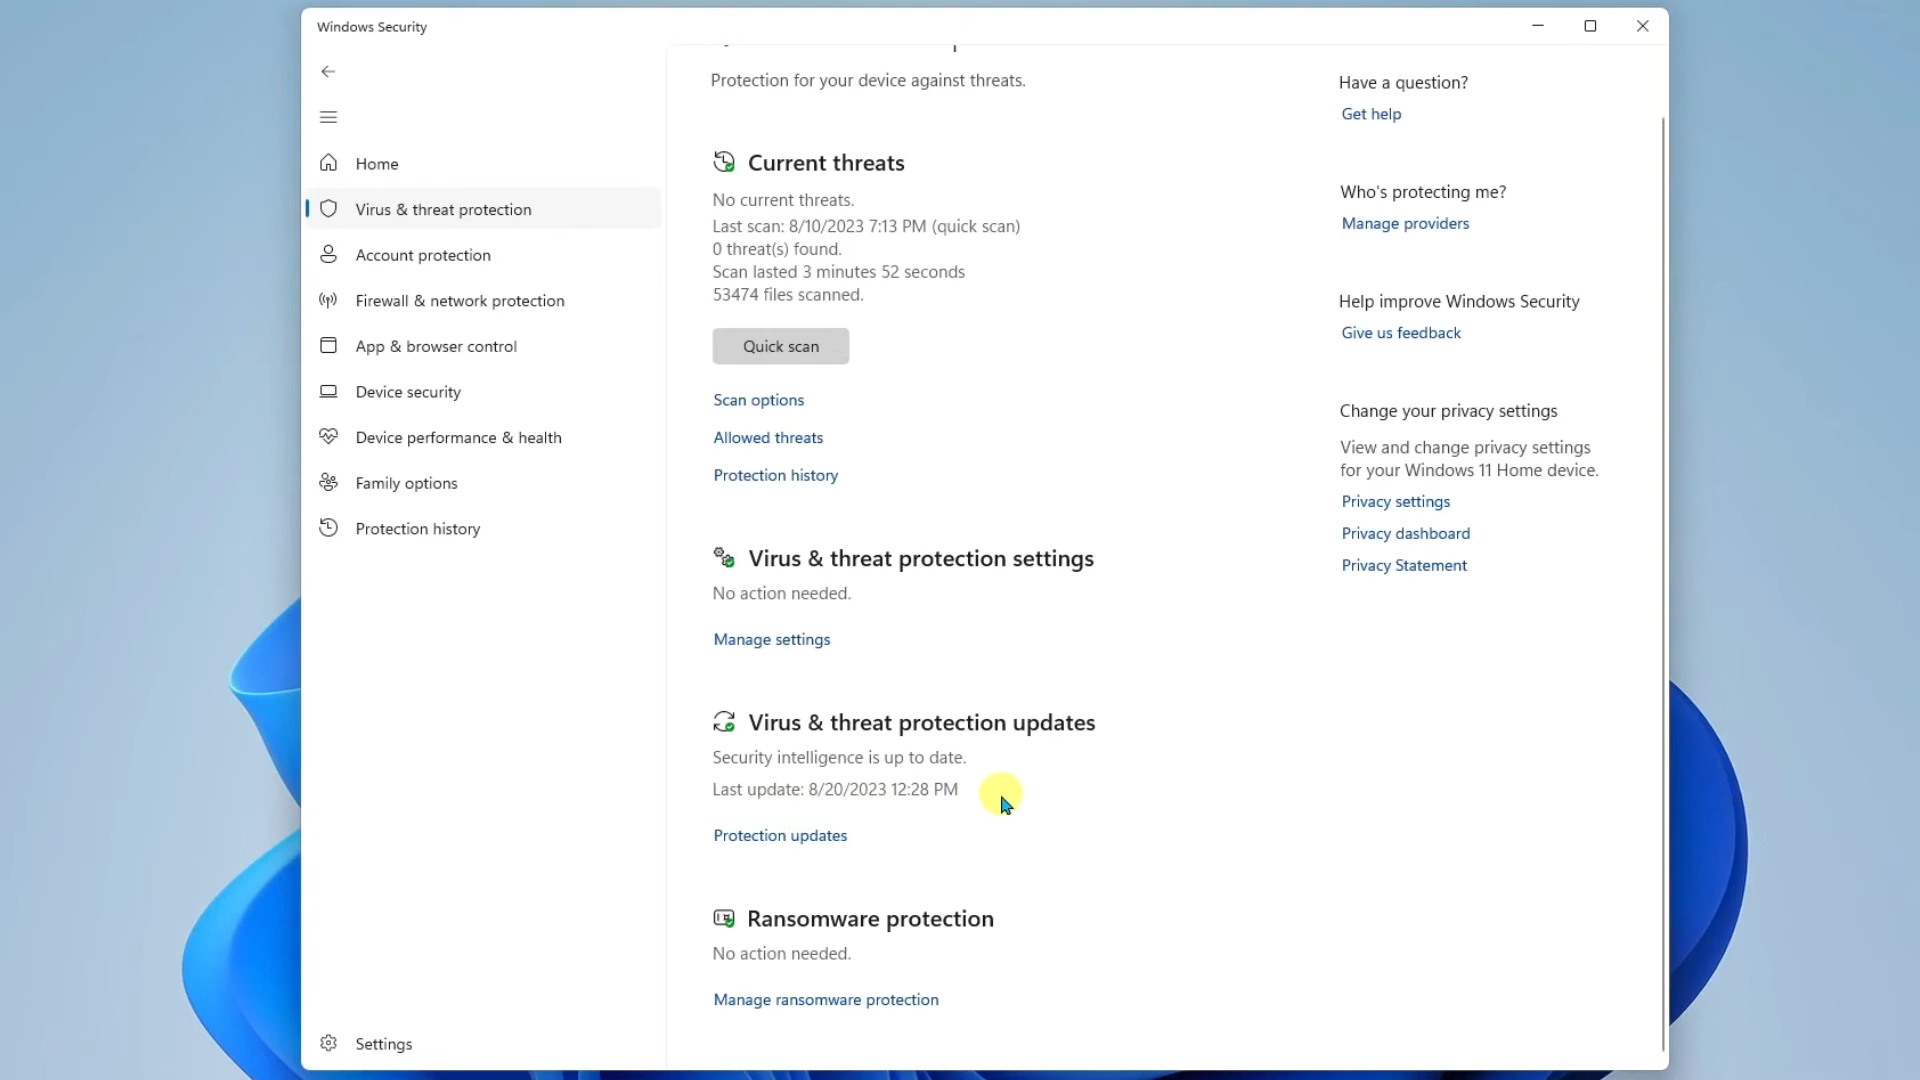 Windows Security
Home
Virus & threat protection
Account protection
Firewall & network protection
App & browser control
Device security
Device performance & health
Family options
Protection history
Settings
Protection for your device against threats.
Current threats
No current threats.
Last scan: 8/10/2023 7:13 PM (quick scan)
0 threat(s) found.
Scan lasted 3 minutes 52 seconds
53474 files scanned.
Quick scan
Scan options
Allowed threats
Protection history
Virus & threat protection settings
No action needed.
Manage settings
Virus & threat protection updates
Security intelligence is up to date.
Last update: 8/20/2023 12:28 PM
Protection updates
Ransomware protection
No action needed.
Manage ransomware protection
Have a question?
Get help
Who's protecting me?
Manage providers
Help improve Windows Security
Give us feedback
Change your privacy settings
View and change privacy settings
for your Windows 11 Home device.
Privacy settings
Privacy dashboard
Privacy Statement